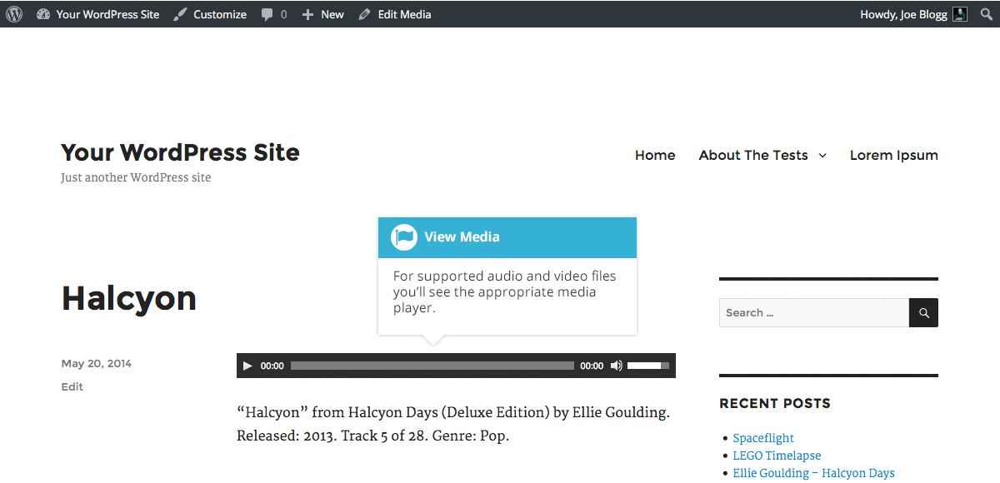 Your WordPress Site Customize 0 New Edit Media Howdy, Joe Blogg
Your WordPress Site
Just another WordPress site
Home About The Tests Lorem Ipsum
View Media
For supported audio and video files
you’ll see the appropriate media
player.
Halcyon
May 20, 2014
Edit
00:00 00:00
“Halcyon” from Halcyon Days (Deluxe Edition) by Ellie Goulding.
Released: 2013. Track 5 of 28. Genre: Pop.
Search …
RECENT POSTS
Spaceflight
LEGO Timelapse
Ellie Goulding – Halcyon Days